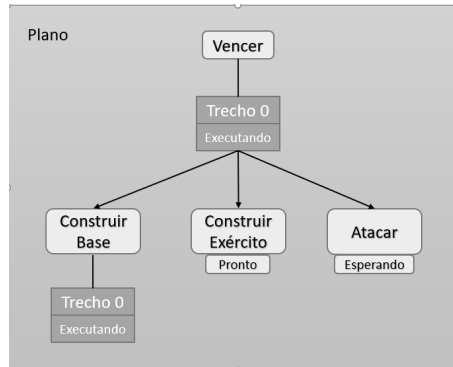 Plano
Vencer
Trecho 0
Executando
Construir
Base
Construir
Exército
Atacar
Pronto
Esperando
Trecho 0
Executando